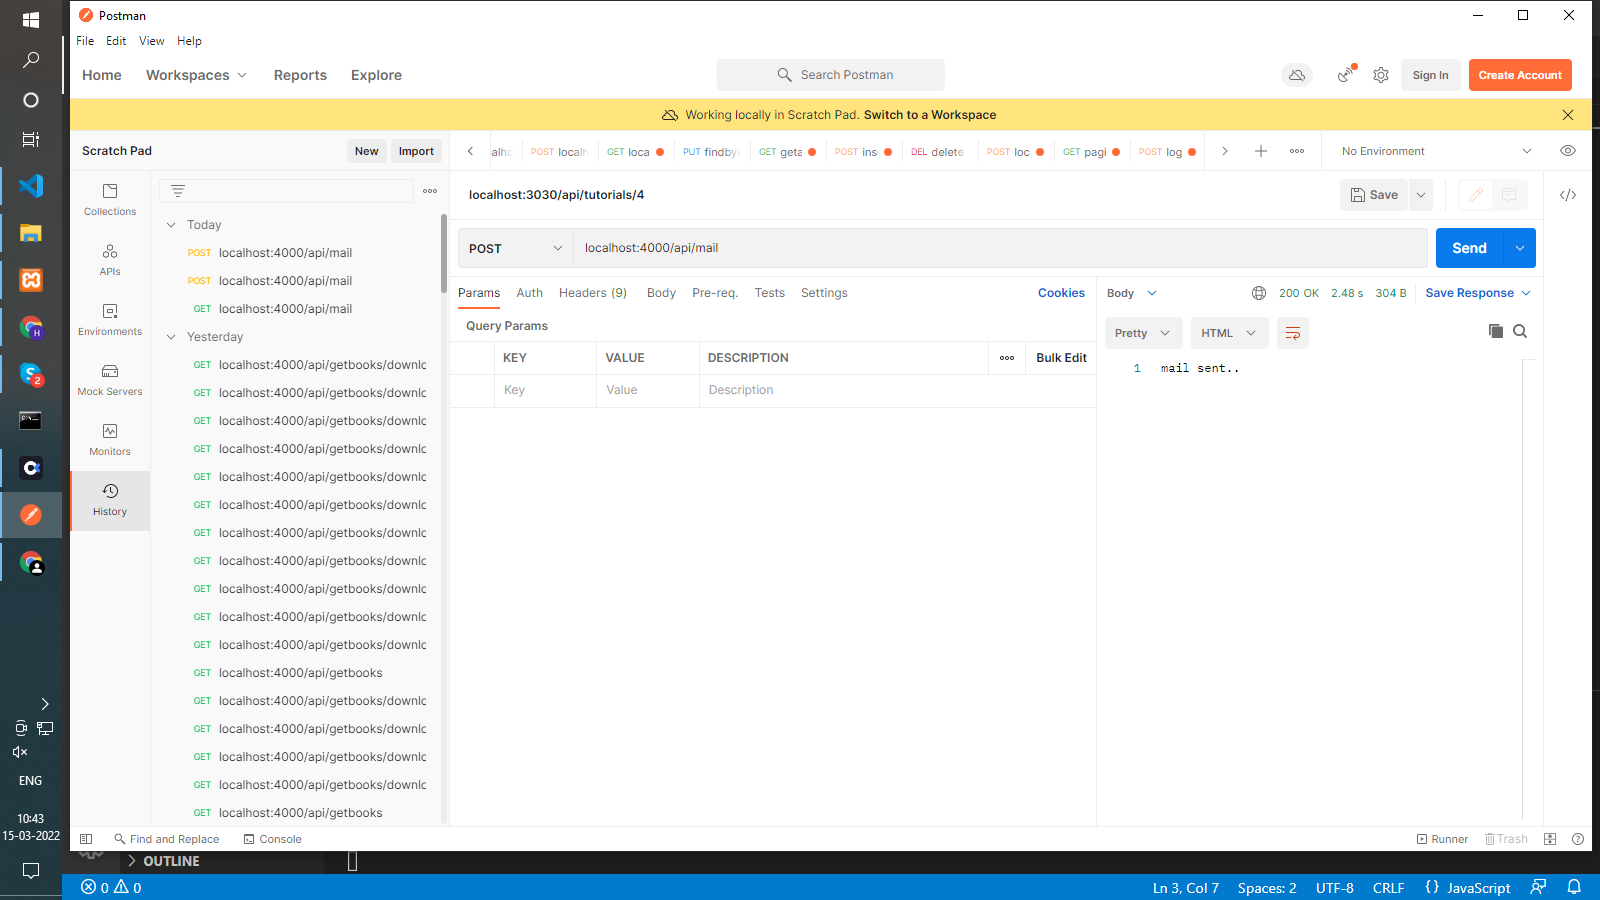 Postman
File Edit View Help
Home Workspaces Reports Explore
Search Postman
Sign In
Create Account
Working locally in Scratch Pad. Switch to a Workspace
Scratch Pad
New
Import
alhc POST localh GET loca PUT findby GET geta POST ins DEL delete POST loc GET pagi POST log
No Environment
Collections
APIs
Environments
Mock Servers
Monitors
History
Today
POST localhost:4000/api/mail
POST localhost:4000/api/mail
GET localhost:4000/api/mail
Yesterday
GET localhost:4000/api/getbooks/downlc
GET localhost:4000/api/getbooks/downlc
GET localhost:4000/api/getbooks/downlc
GET localhost:4000/api/getbooks/downlc
GET localhost:4000/api/getbooks/downlc
GET localhost:4000/api/getbooks/downlc
GET localhost:4000/api/getbooks/downlc
GET localhost:4000/api/getbooks/downlc
GET localhost:4000/api/getbooks/downlc
GET localhost:4000/api/getbooks/downlc
GET localhost:4000/api/getbooks/downlc
GET localhost:4000/api/getbooks
GET localhost:4000/api/getbooks/downlc
GET localhost:4000/api/getbooks/downlc
GET localhost:4000/api/getbooks/downlc
GET localhost:4000/api/getbooks/downlc
GET localhost:4000/api/getbooks
localhost:3030/api/tutorials/4
Save
POST
localhost:4000/api/mail
Send
Params Auth Headers (9) Body Pre-req. Tests Settings
Cookies
Query Params
KEY VALUE DESCRIPTION
Bulk Edit
Key Value Description
Body
200 OK 2.48 s 304 B
Save Response
Pretty
HTML
1 mail sent..
Find and Replace
Console
Runner
Trash
OUTLINE
0 0
Ln 3, Col 7 Spaces: 2 UTF-8 CRLF {} JavaScript
H
2
ENG
10:43
15-03-2022